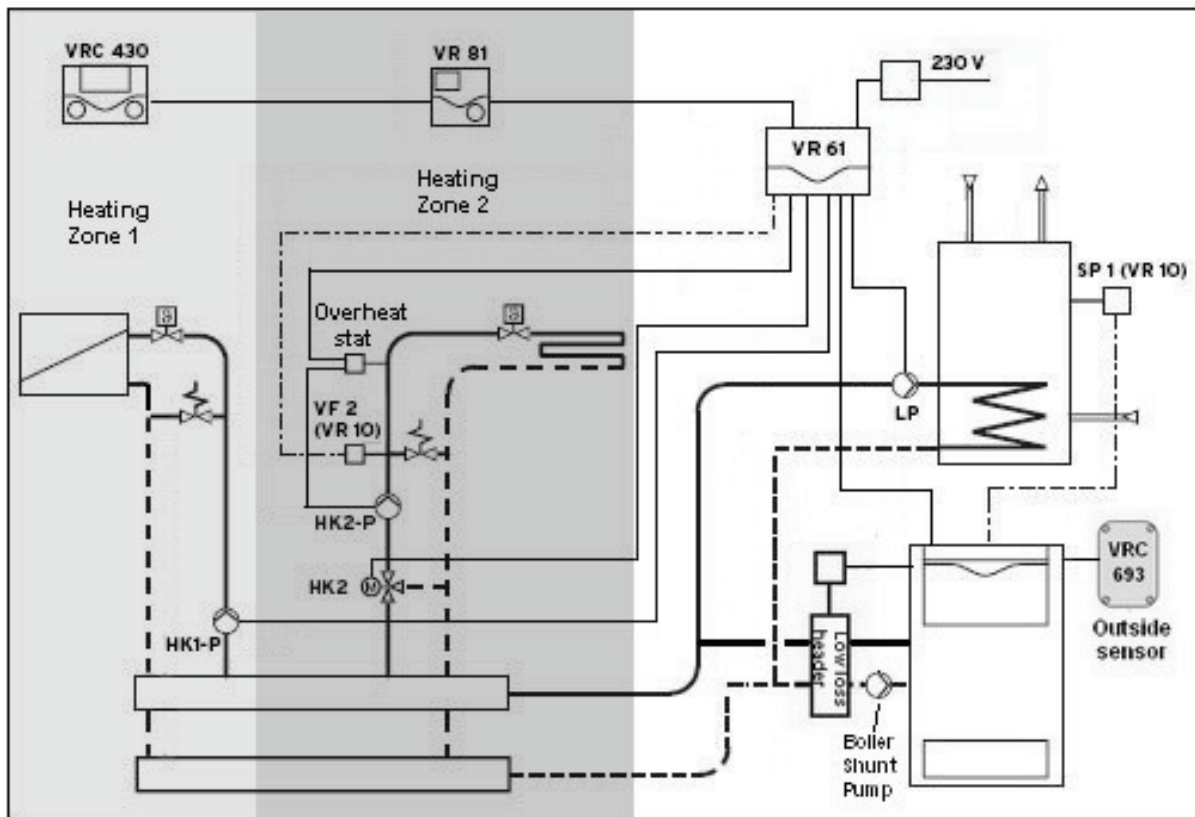 VRC 430
VR 81
230 V
VR 61
Heating
Zone 1
Heating
Zone 2
SP 1 (VR 10)
Overheat
stat
VF 2
(VR 10)
LP
HK2-P
HK2
M
HK1-P
VRC
693
Outside
sensor
Low loss
header
Boiler
Shunt
Pump